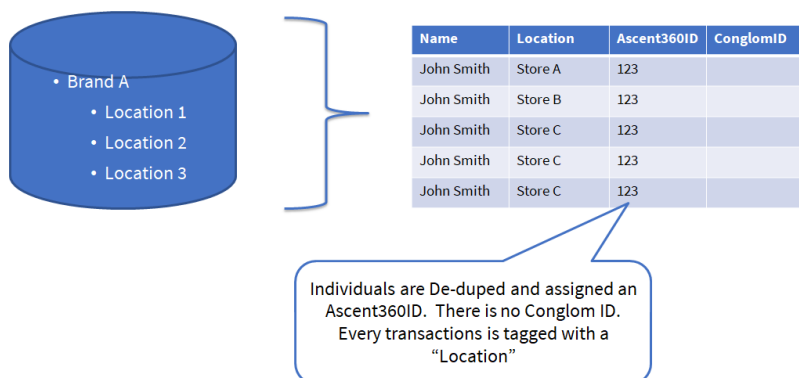 • Brand A
• Location 1
• Location 2
• Location 3
Name Location Ascent360ID ConglomID
John Smith Store A 123
John Smith Store B 123
John Smith Store C 123
John Smith Store C 123
John Smith Store C 123
Individuals are De-duped and assigned an
Ascent360ID.  There is no Conglom ID.
Every transactions is tagged with a
“Location”